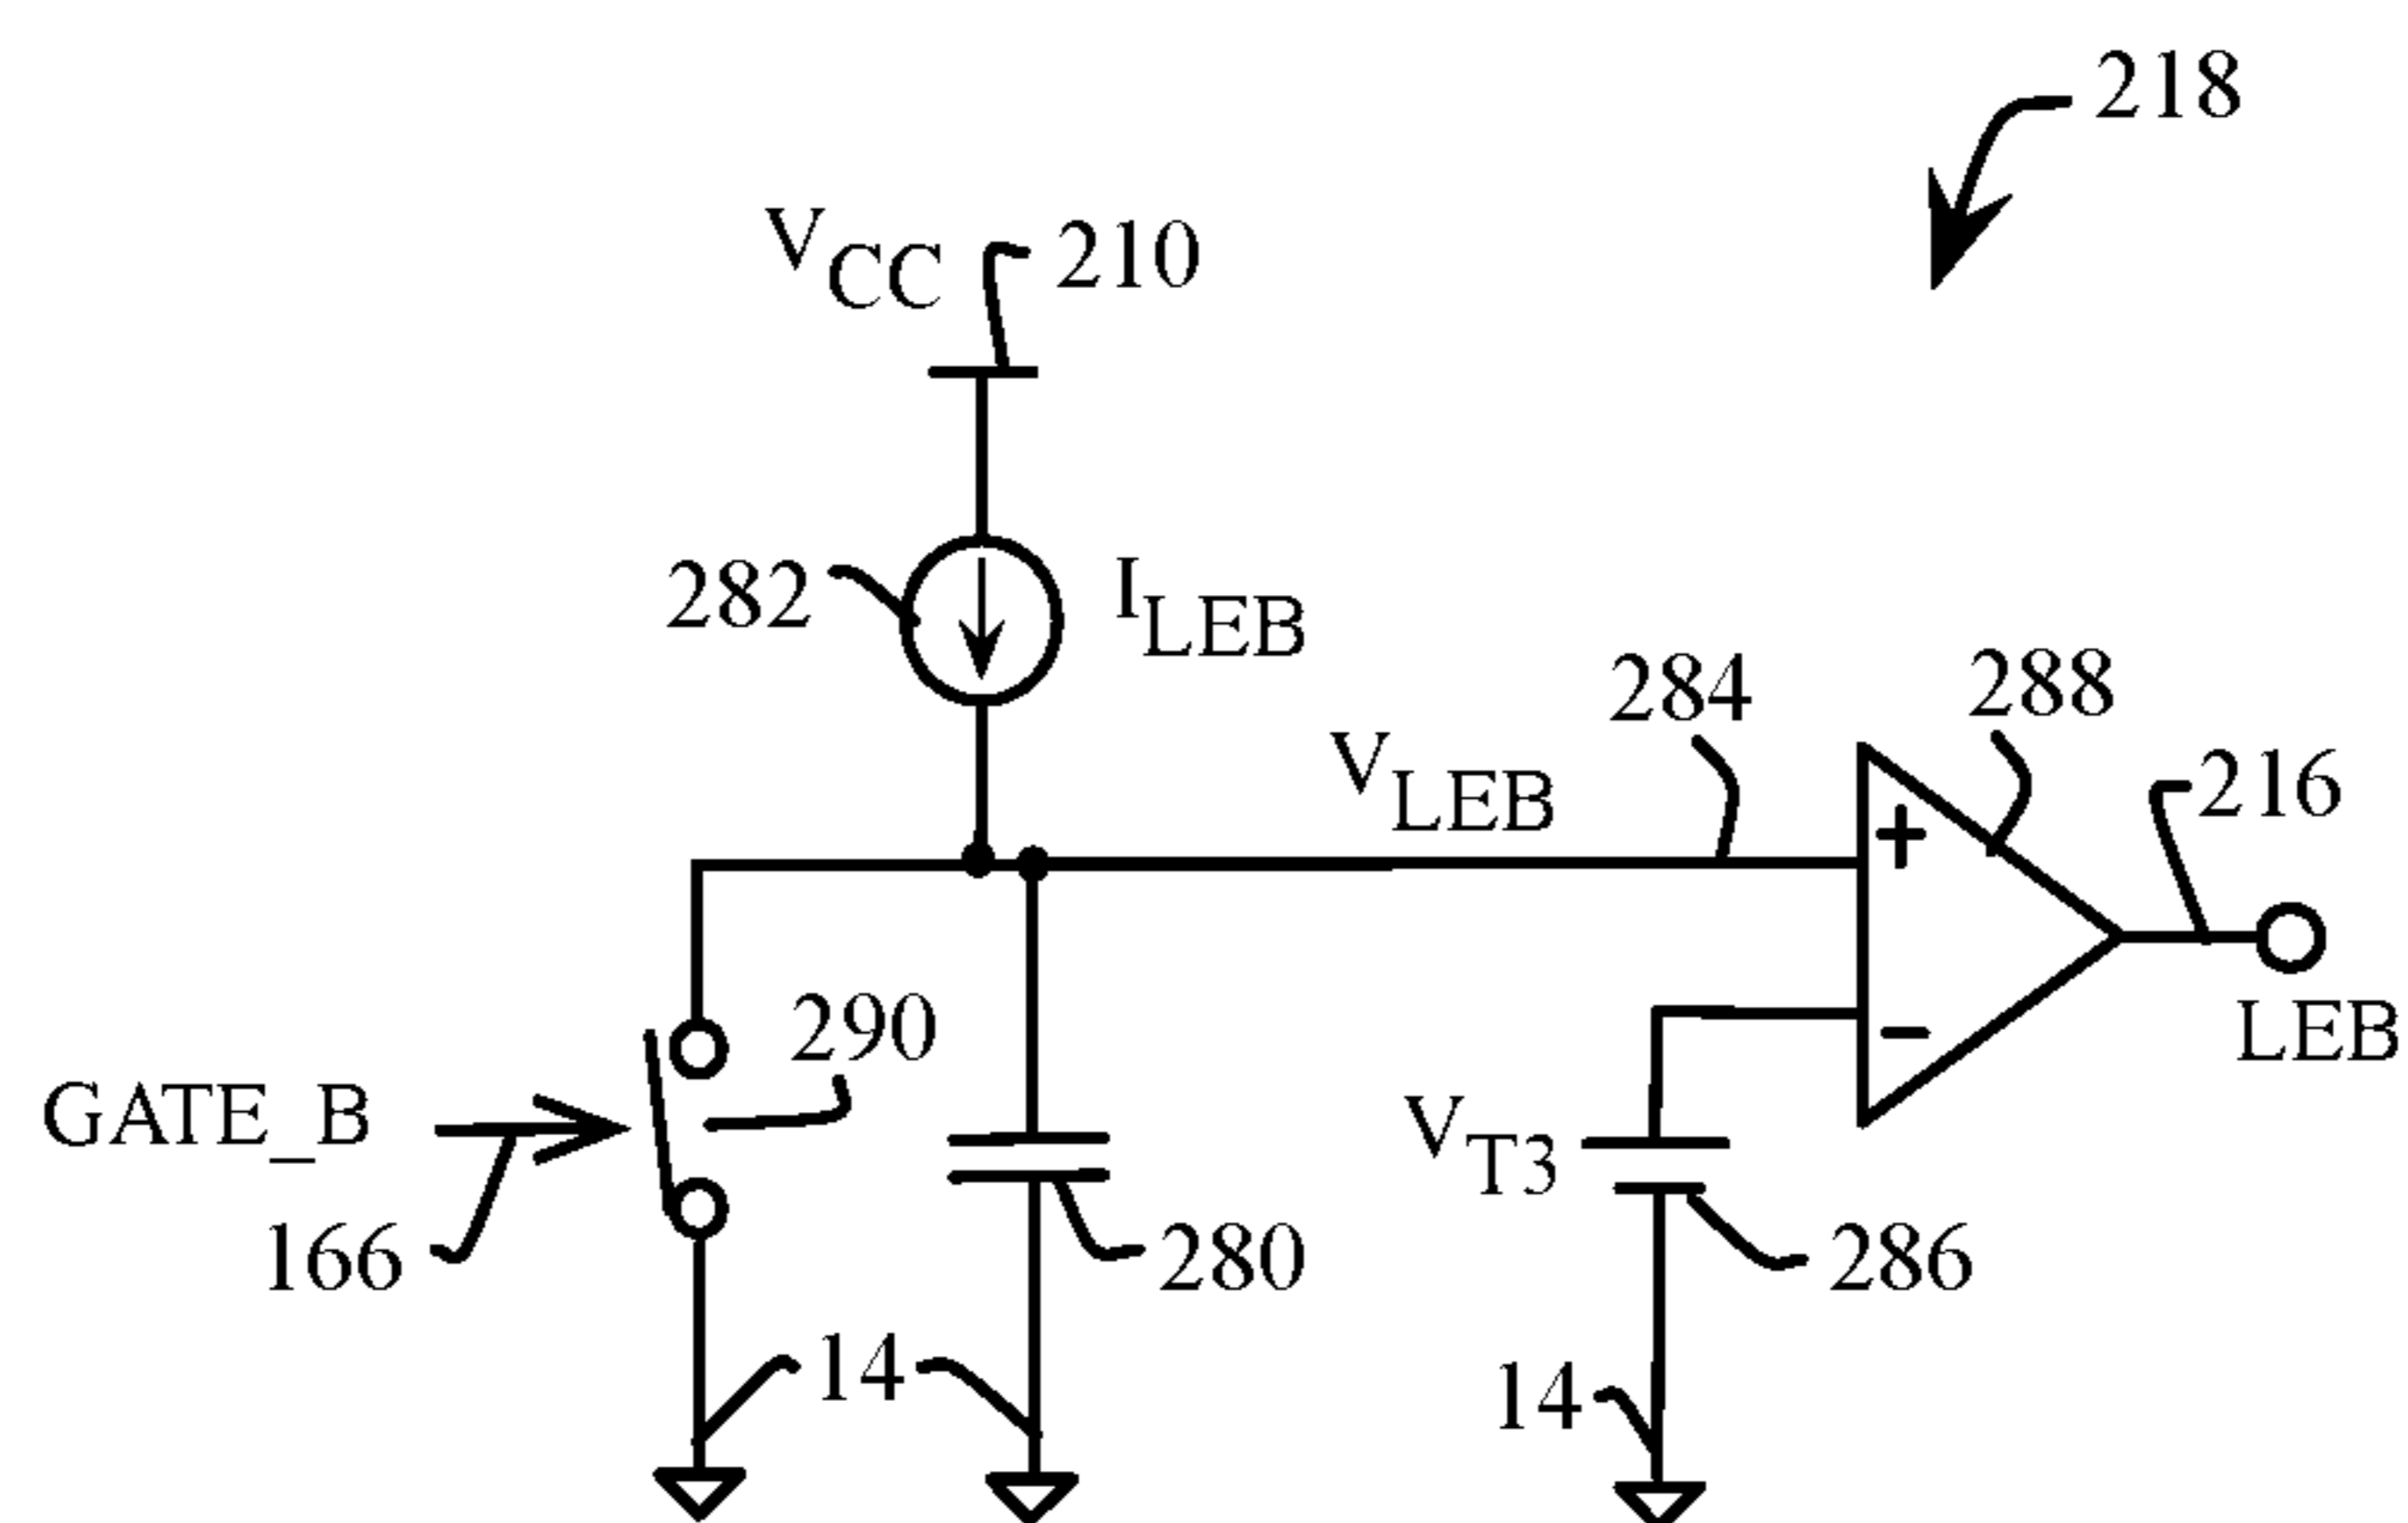 218
VCC 210
282 ILEB
284 288
VLEB 216
+
290 − LEB
GATE_B VT3
166 280 286
14 14